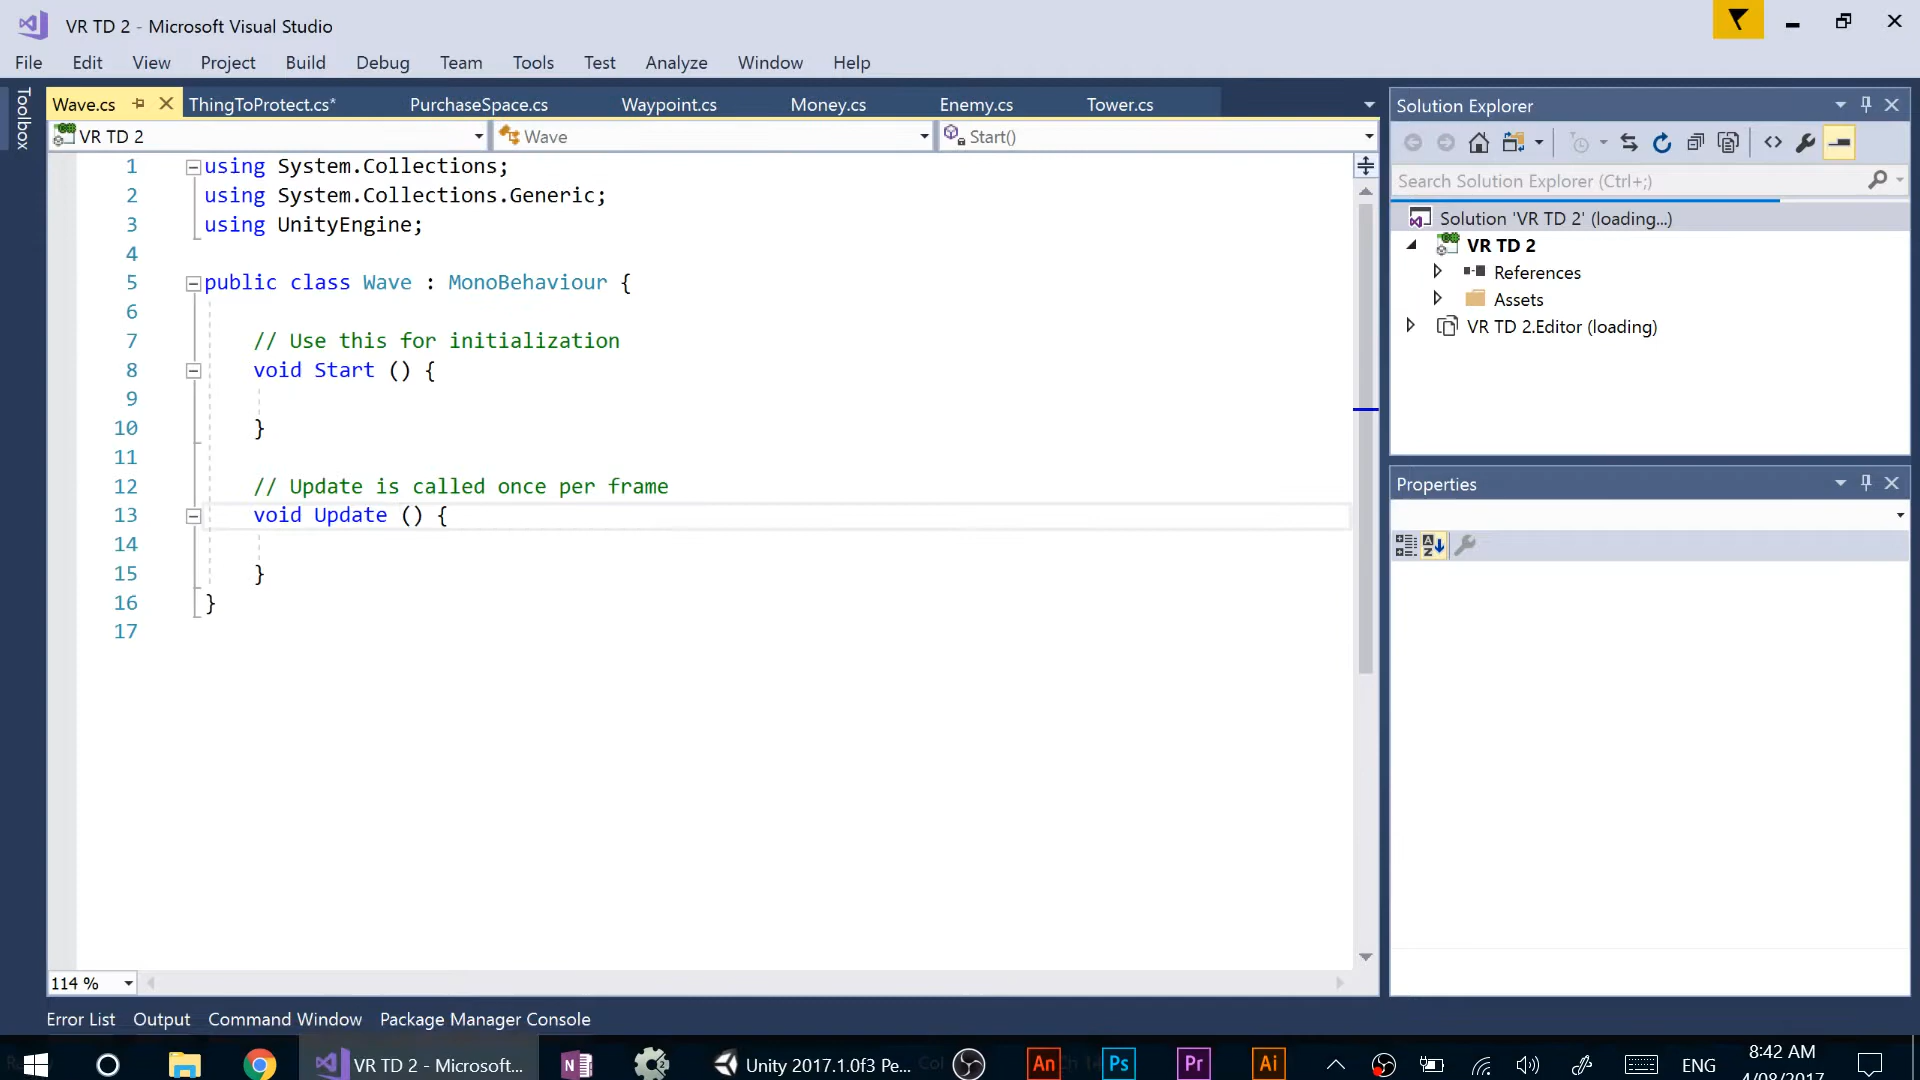 VR TD 2 - Microsoft Visual Studio
File Edit View Project Build Debug Team Tools Test Analyze Window Help
Toolbox
Wave.cs ThingToProtect.cs* PurchaseSpace.cs Waypoint.cs Money.cs Enemy.cs Tower.cs
VR TD 2 Wave Start()
1 using System.Collections;
2 using System.Collections.Generic;
3 using UnityEngine;
4
5 public class Wave : MonoBehaviour {
6
7 // Use this for initialization
8 void Start () {
9
10 }
11
12 // Update is called once per frame
13 void Update () {
14
15 }
16 }
17
114 %
Solution Explorer
Search Solution Explorer (Ctrl+;)
Solution 'VR TD 2' (loading...)
VR TD 2
References
Assets
VR TD 2.Editor (loading)
Properties
Error List Output Command Window Package Manager Console
VR TD 2 - Microsoft... Unity 2017.1.0f3 Pe... An Ps Pr Ai ENG
8:42 AM
4/08/2017